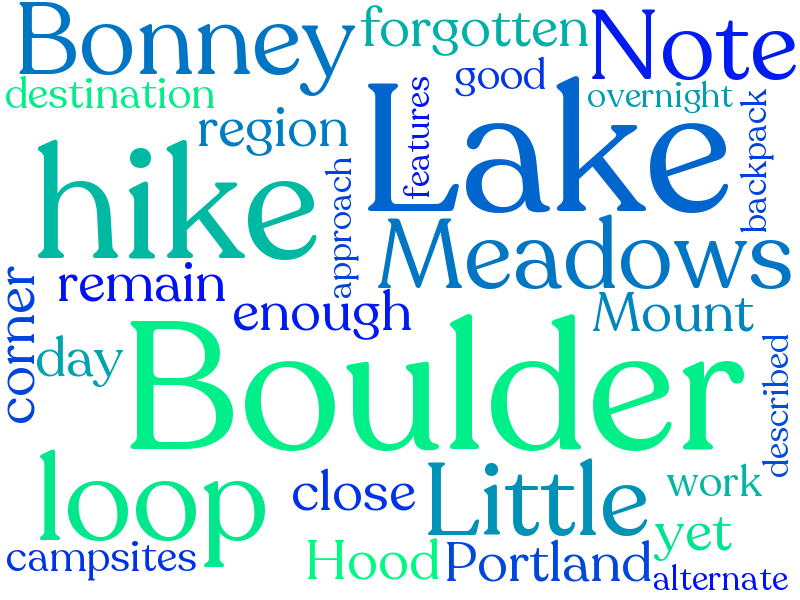 Bonney
forgotten
Note
destination
good
overnight
region
features
backpack
Lake
hike
approach
Meadows
remain
enough
Mount
corner
day
Boulder
described
loop
close
Little
work
yet
campsites
Hood
Portland
alternate